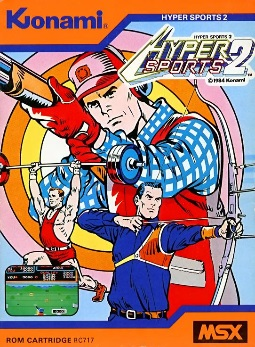 Konami®
HYPER SPORTS 2
HYPER SPORTS 2
HYPER
SPORTS 2
© 1984 Konami
ROM CARTRIDGE RC717
MSX